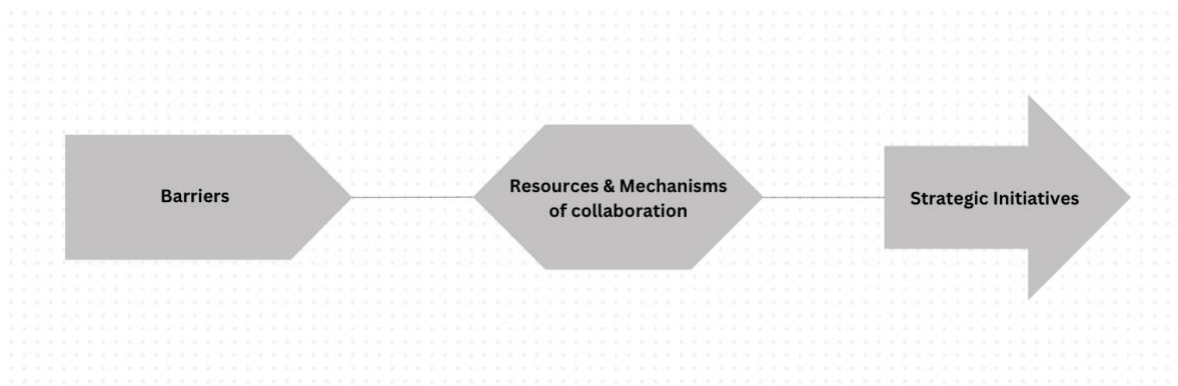 Barriers
Resources & Mechanisms
of collaboration
Strategic Initiatives